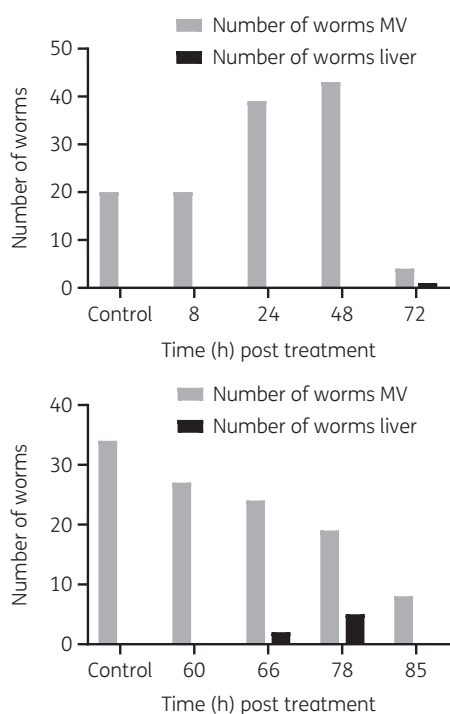 Number of worms MV
Number of worms liver
50
40
30
20
10
0
Number of worms
Control 8 24 48 72
Time (h) post treatment
Number of worms MV
Number of worms liver
40
30
20
10
0
Number of worms
Control 60 66 78 85
Time (h) post treatment